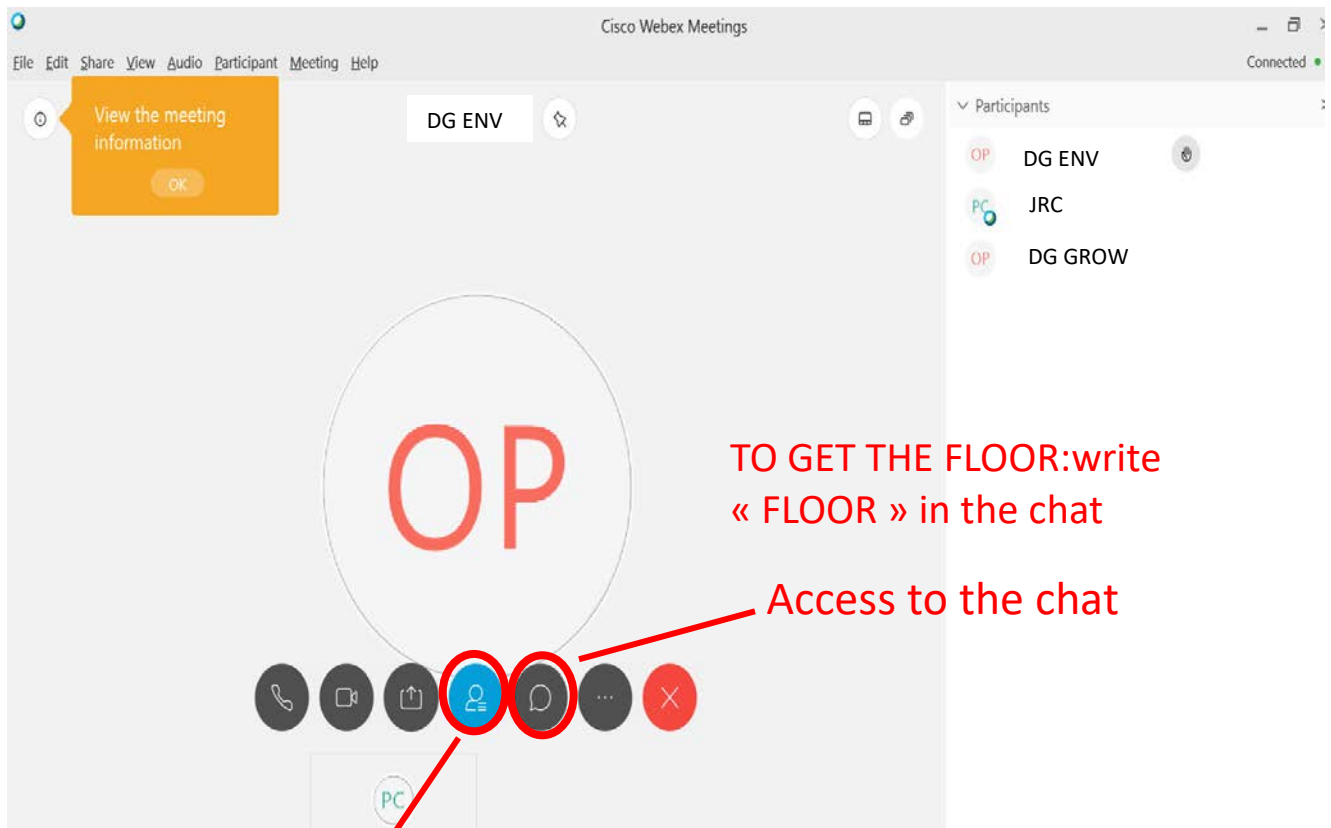 Cisco Webex Meetings
File Edit Share View Audio Participant Meeting Help
Connected
View the meeting
information
OK
DG ENV
Participants
OP DG ENV
PC JRC
OP DG GROW
OP
TO GET THE FLOOR:write
« FLOOR » in the chat
Access to the chat
PC